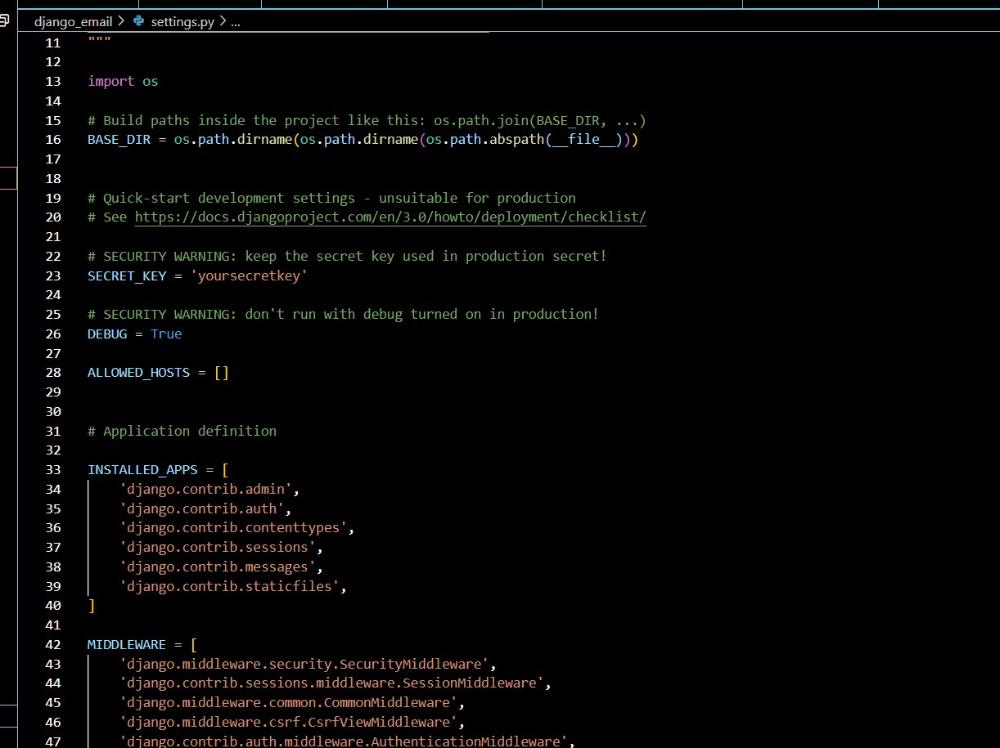 django_email > settings.py > ...
11 """
12
13 import os
14
15 # Build paths inside the project like this: os.path.join(BASE_DIR, ...)
16 BASE_DIR = os.path.dirname(os.path.dirname(os.path.abspath(__file__)))
17
18
19 # Quick-start development settings - unsuitable for production
20 # See https://docs.djangoproject.com/en/3.0/howto/deployment/checklist/
21
22 # SECURITY WARNING: keep the secret key used in production secret!
23 SECRET_KEY = 'yoursecretkey'
24
25 # SECURITY WARNING: don't run with debug turned on in production!
26 DEBUG = True
27
28 ALLOWED_HOSTS = []
29
30
31 # Application definition
32
33 INSTALLED_APPS = [
34     'django.contrib.admin',
35     'django.contrib.auth',
36     'django.contrib.contenttypes',
37     'django.contrib.sessions',
38     'django.contrib.messages',
39     'django.contrib.staticfiles',
40 ]
41
42 MIDDLEWARE = [
43     'django.middleware.security.SecurityMiddleware',
44     'django.contrib.sessions.middleware.SessionMiddleware',
45     'django.middleware.common.CommonMiddleware',
46     'django.middleware.csrf.CsrfViewMiddleware',
47     'django.contrib.auth.middleware.AuthenticationMiddleware',